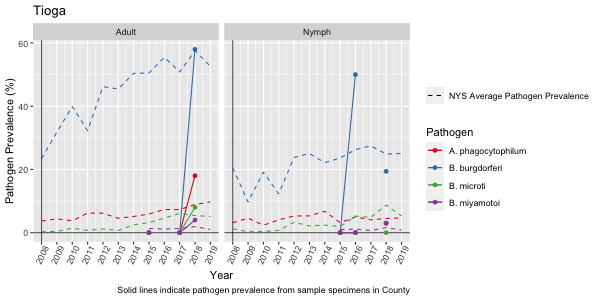 Tioga
Adult
Nymph
Pathogen Prevalence (%)
60
40
20
0
2008 2009 2010 2011 2012 2013 2014 2015 2016 2017 2018 2019
2008 2009 2010 2011 2012 2013 2014 2015 2016 2017 2018 2019
Year
Solid lines indicate pathogen prevalence from sample specimens in County
NYS Average Pathogen Prevalence
Pathogen
A. phagocytophilum
B. burgdorferi
B. microti
B. miyamotoi